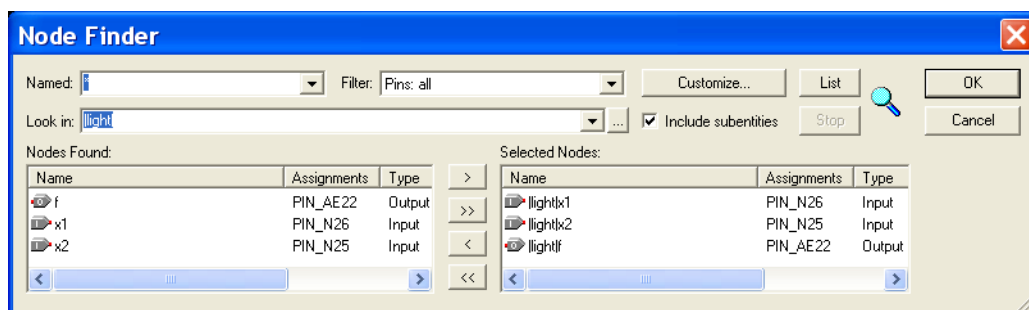 Node Finder
Named: * Filter: Pins: all Customize... List OK
Look in: |light| ... Include subentities Stop Cancel
Nodes Found: Selected Nodes:
Name Assignments Type > Name Assignments Type
f PIN_AE22 Output |light|x1 PIN_N26 Input
x1 PIN_N26 Input >> |light|x2 PIN_N25 Input
x2 PIN_N25 Input < |light|f PIN_AE22 Output
<<